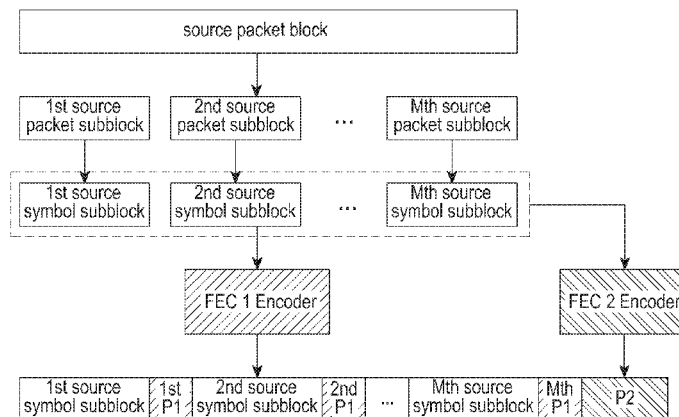 source packet block
1st source
packet subblock
2nd source
packet subblock
...
Mth source
packet subblock
1st source
symbol subblock
2nd source
symbol subblock
...
Mth source
symbol subblock
FEC 1 Encoder
FEC 2 Encoder
1st source
symbol subblock
1st
P1
2nd source
symbol subblock
2nd
P1
...
Mth source
symbol subblock
Mth
P1
P2